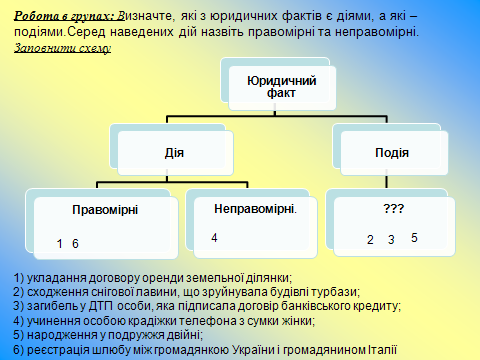 Робота в групах: Визначте, які з юридичних фактів є діями, а які –
подіями.Серед наведених дій назвіть правомірні та неправомірні.
Заповнити схему
Юридичний
факт
Дія
Подія
Правомірні
Неправомірні.
???
1 6
4
2 3 5
1) укладання договору оренди земельної ділянки;
2) сходження снігової лавини, що зруйнувала будівлі турбази;
3) загибель у ДТП особи, яка підписала договір банківського кредиту;
4) учинення особою крадіжки телефона з сумки жінки;
5) народження у подружжя двійні;
6) реєстрація шлюбу між громадянкою України і громадянином Італії